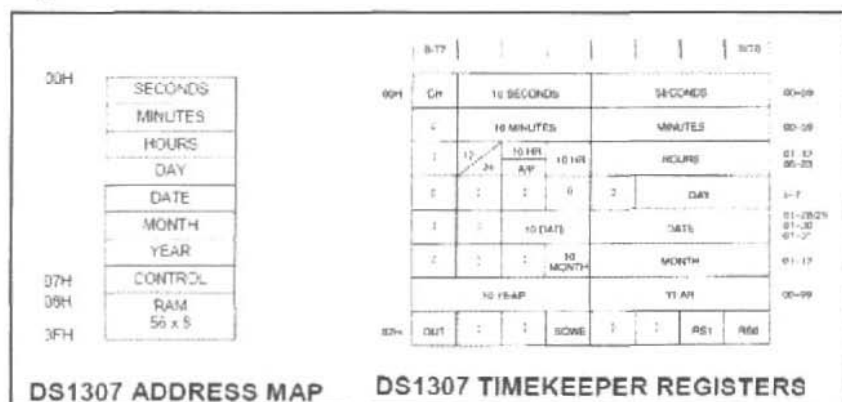 00H
SECONDS
MINUTES
HOURS
DAY
DATE
MONTH
YEAR
07H CONTROL
08H RAM
56 x 8
3FH
DS1307 ADDRESS MAP
BIT7 BIT0
00H CH 10 SECONDS SECONDS 00-59
0 10 MINUTES MINUTES 00-59
0 12 10 HR 10 HR HOURS 01-12
24 A/P 00-23
0 0 0 0 0 DAY 1-7
0 0 10 DATE DATE 01-28/29
01-30
01-31
0 0 0 10 MONTH MONTH 01-12
10 YEAR YEAR 00-99
07H OUT 0 0 SQWE 0 0 RS1 RS0
DS1307 TIMEKEEPER REGISTERS